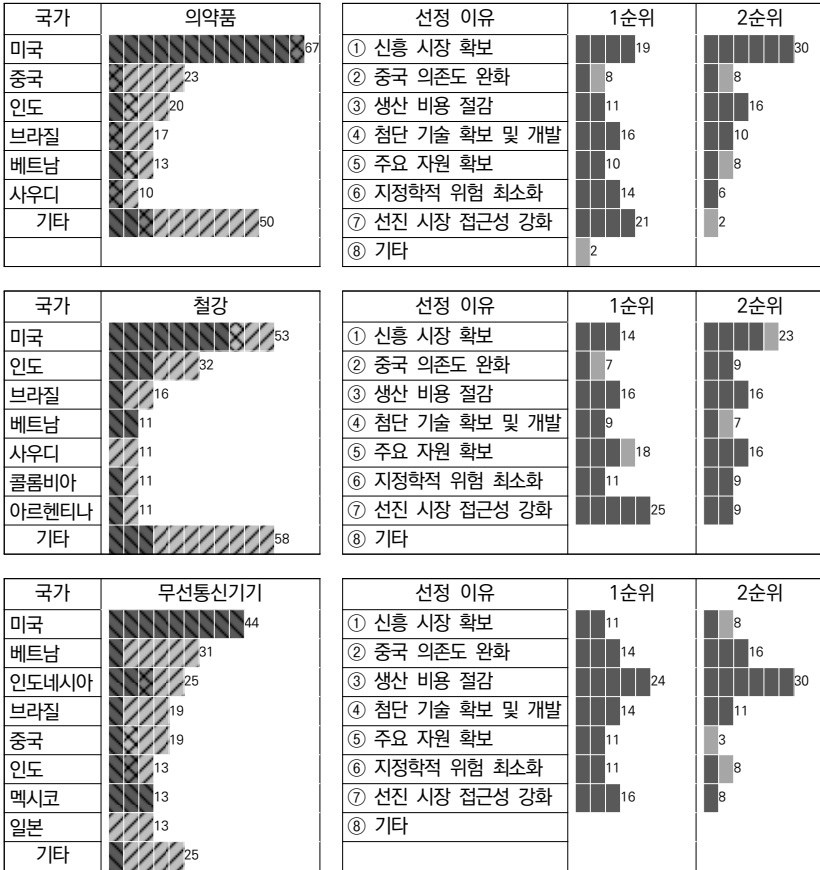 국가 의약품 선정 이유 1순위 2순위
미국 67 ① 신흥 시장 확보 19 30
중국 23 ② 중국 의존도 완화 8 8
인도 20 ③ 생산 비용 절감 11 16
브라질 17 ④ 첨단 기술 확보 및 개발 16 10
베트남 13 ⑤ 주요 자원 확보 10 8
사우디 10 ⑥ 지정학적 위험 최소화 14 6
기타 50 ⑦ 선진 시장 접근성 강화 21 2
⑧ 기타 2
국가 철강 선정 이유 1순위 2순위
미국 53 ① 신흥 시장 확보 14 23
인도 32 ② 중국 의존도 완화 7 9
브라질 16 ③ 생산 비용 절감 16 16
베트남 11 ④ 첨단 기술 확보 및 개발 9 7
사우디 11 ⑤ 주요 자원 확보 18 16
콜롬비아 11 ⑥ 지정학적 위험 최소화 11 9
아르헨티나 11 ⑦ 선진 시장 접근성 강화 25 9
기타 58 ⑧ 기타
국가 무선통신기기 선정 이유 1순위 2순위
미국 44 ① 신흥 시장 확보 11 8
베트남 31 ② 중국 의존도 완화 14 16
인도네시아 25 ③ 생산 비용 절감 24 30
브라질 19 ④ 첨단 기술 확보 및 개발 14 11
중국 19 ⑤ 주요 자원 확보 11 3
인도 13 ⑥ 지정학적 위험 최소화 11 8
멕시코 13 ⑦ 선진 시장 접근성 강화 16 8
일본 13 ⑧ 기타
기타 25